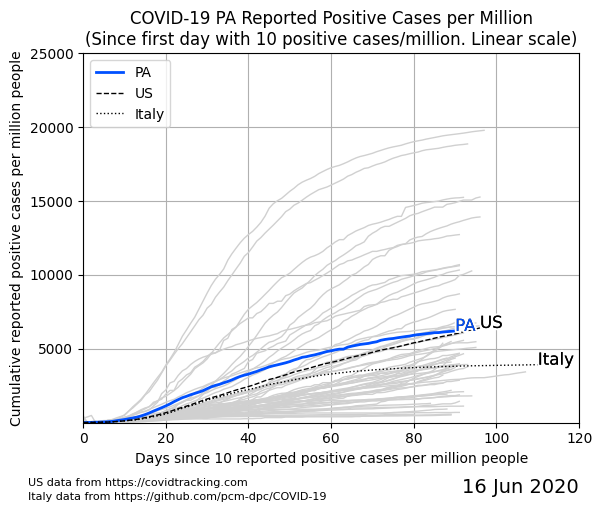 COVID-19 PA Reported Positive Cases per Million
(Since first day with 10 positive cases/million. Linear scale)
Cumulative reported positive cases per million people
25000
20000
15000
10000
5000
PA
US
Italy
PA
US
Italy
0 20 40 60 80 100 120
Days since 10 reported positive cases per million people
US data from https://covidtracking.com
Italy data from https://github.com/pcm-dpc/COVID-19
16 Jun 2020